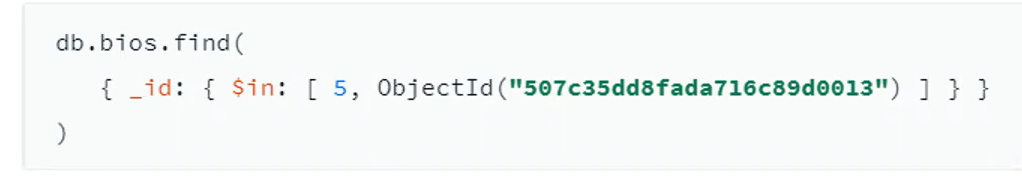 db.bios.find(
{ _id: { $in: [ 5, ObjectId("507c35dd8fada716c89d0013") ] } }
)